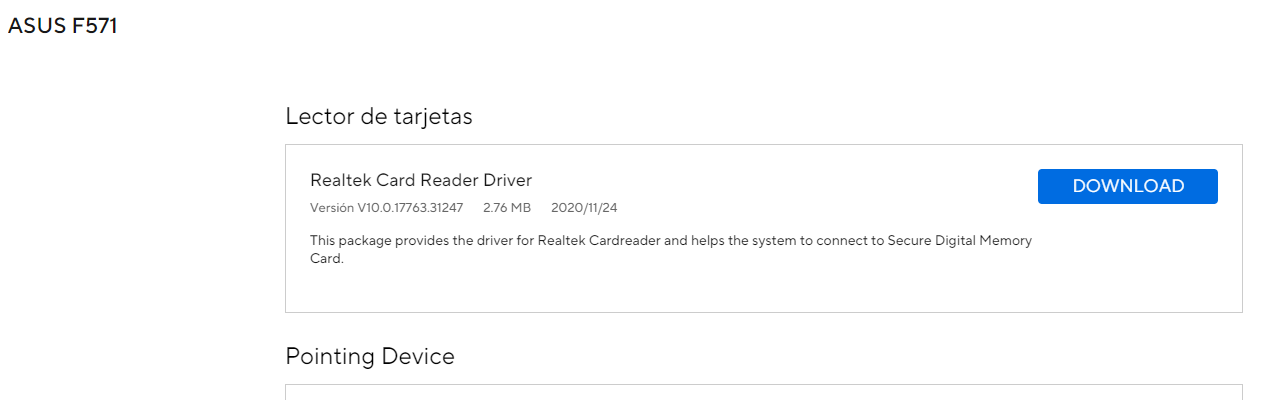 ASUS F571
Lector de tarjetas
Realtek Card Reader Driver
DOWNLOAD
Versión V10.0.17763.31247 2.76 MB 2020/11/24
This package provides the driver for Realtek Cardreader and helps the system to connect to Secure Digital Memory
Card.
Pointing Device